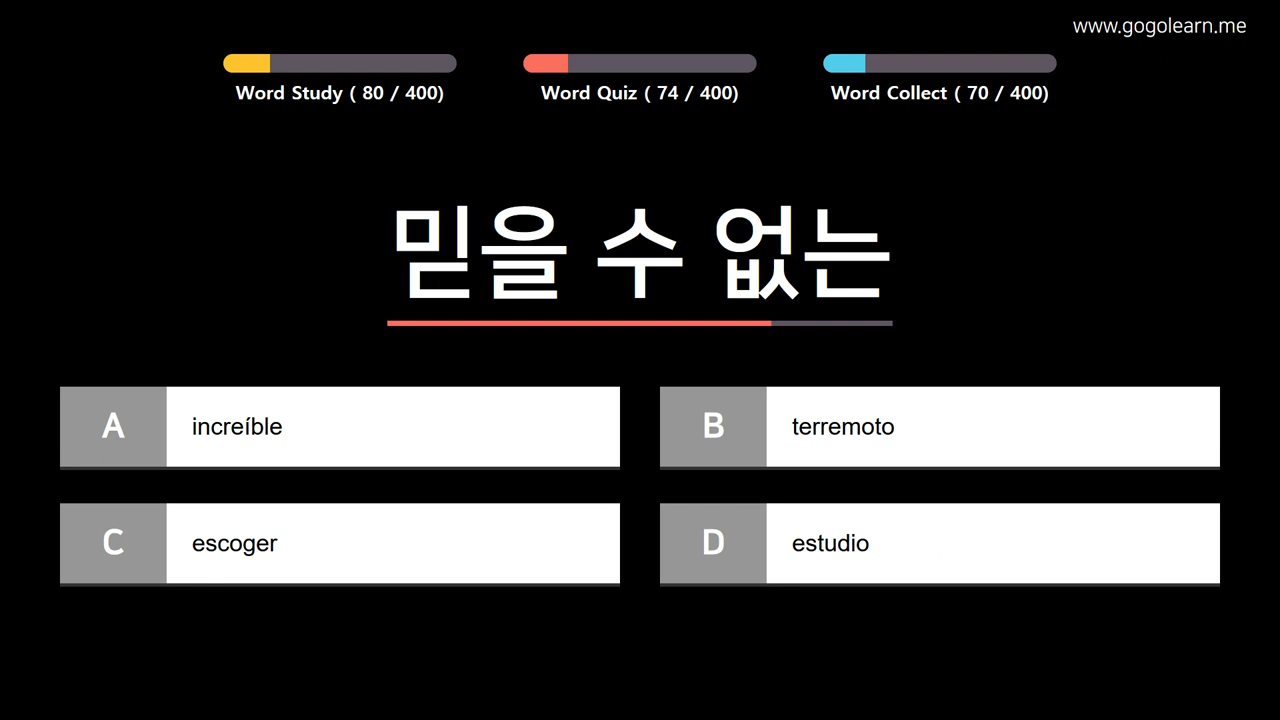 www.gogolearn.me
Word Study ( 80 / 400)
Word Quiz ( 74 / 400)
Word Collect ( 70 / 400)
믿을 수 없는
A
increíble
B
terremoto
C
escoger
D
estudio